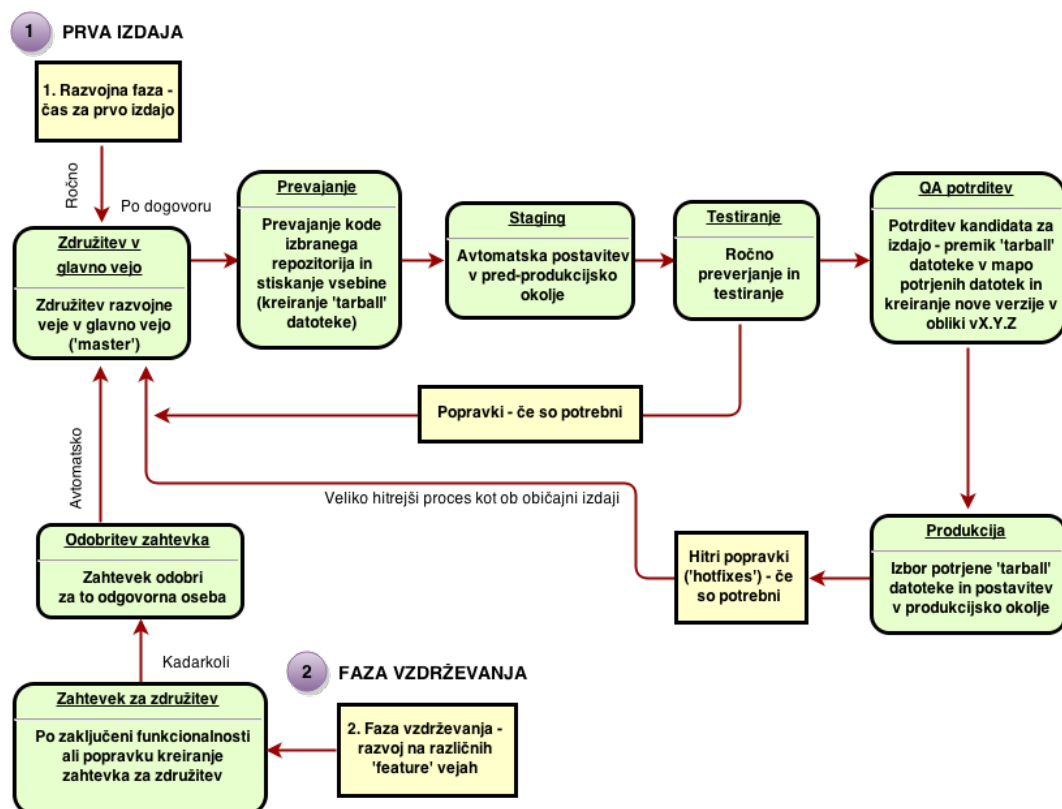 1 PRVA IZDAJA
1. Razvojna faza -
čas za prvo izdajo
Ročno
Po dogovoru
Združitev v
glavno vejo
Združitev razvojne
veje v glavno vejo
('master')
Prevajanje
Prevajanje kode
izbranega
repozitorija in
stiskanje vsebine
(kreiranje 'tarball'
datoteke)
Staging
Avtomatska postavitev
v pred-produkcijsko
okolje
Testiranje
Ročno
preverjanje in
testiranje
QA potrditev
Potrditev kandidata za
izdajo - premik 'tarball'
datoteke v mapo
potrjenih datotek in
kreiranje nove verzije v
obliki vX.Y.Z
Popravki - če so potrebni
Avtomatsko
Veliko hitrejši proces kot ob običajni izdaji
Odobritev zahtevka
Zahtevek odobri
za to odgovorna oseba
Hitri popravki
('hotfixes') - če
so potrebni
Produkcija
Izbor potrjene 'tarball'
datoteke in postavitev
v produkcijsko okolje
Kadarkoli
2 FAZA VZDRŽEVANJA
Zahtevek za združitev
Po zaključeni funkcionalnosti
ali popravku kreiranje
zahtevka za združitev
2. Faza vzdrževanja -
razvoj na različnih
'feature' vejah